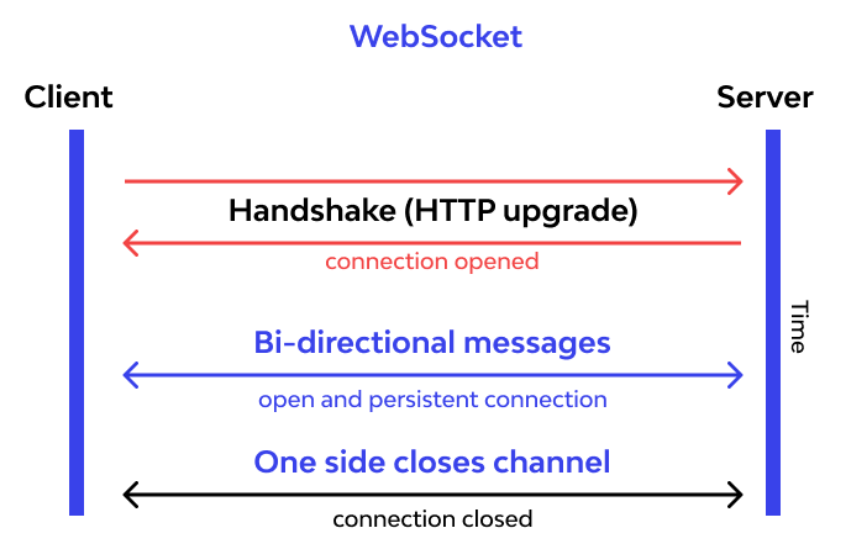 WebSocket
Client
Server
Handshake (HTTP upgrade)
connection opened
Time
Bi-directional messages
open and persistent connection
One side closes channel
connection closed